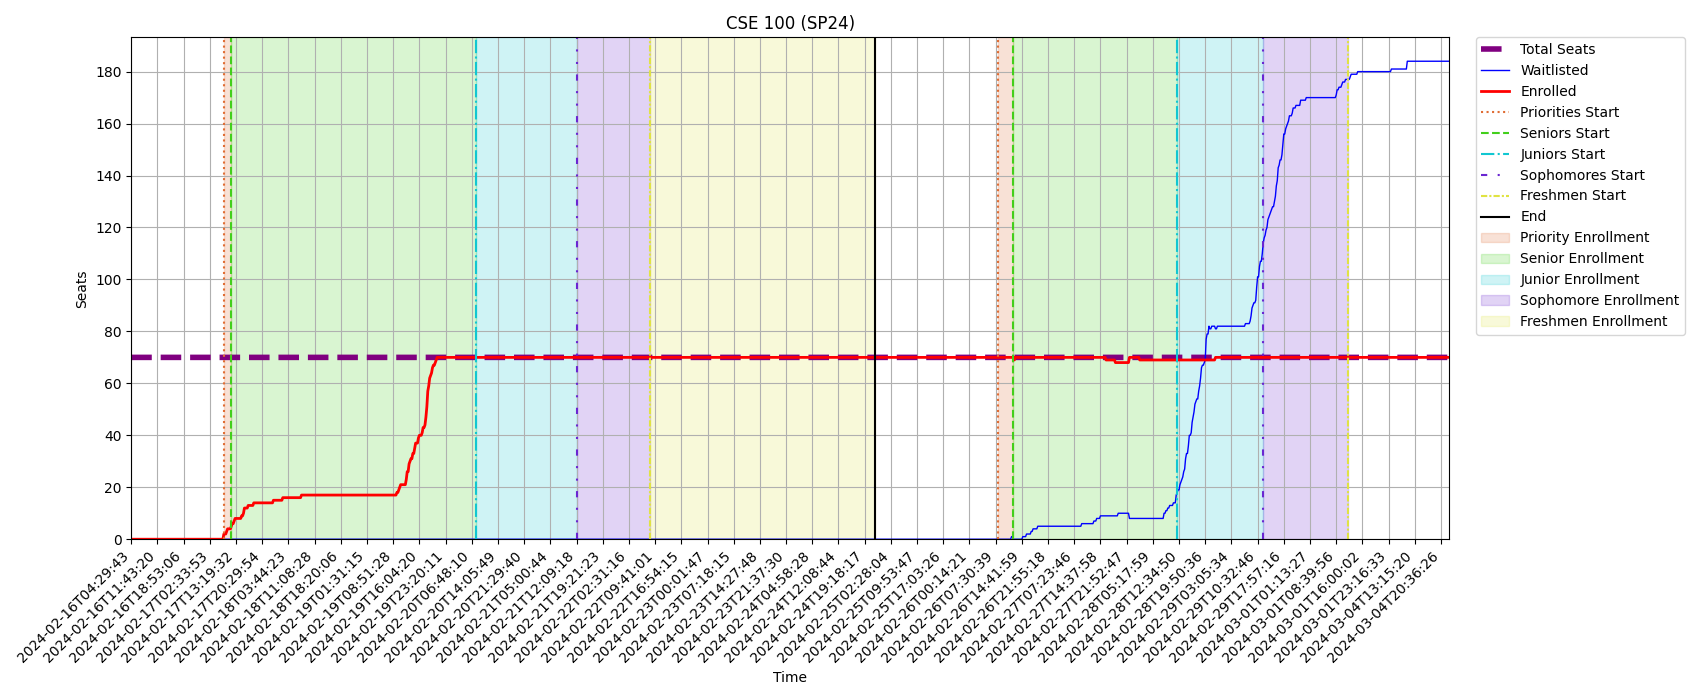 CSE 100 (SP24)
Seats
180
160
140
120
100
80
60
40
20
0
2024-02-16T04:29:43
2024-02-16T11:43:20
2024-02-16T18:53:06
2024-02-17T02:33:53
2024-02-17T13:19:32
2024-02-17T20:29:54
2024-02-18T03:44:23
2024-02-18T11:08:28
2024-02-18T18:20:06
2024-02-19T01:31:15
2024-02-19T08:51:28
2024-02-19T16:04:20
2024-02-19T23:20:11
2024-02-20T06:48:10
2024-02-20T14:05:49
2024-02-20T21:29:40
2024-02-21T05:00:44
2024-02-21T12:09:18
2024-02-21T19:21:23
2024-02-22T02:31:16
2024-02-22T09:41:01
2024-02-22T16:54:15
2024-02-23T00:01:47
2024-02-23T07:18:15
2024-02-23T14:27:48
2024-02-23T21:37:30
2024-02-24T04:58:28
2024-02-24T12:08:44
2024-02-24T19:18:17
2024-02-25T02:28:04
2024-02-25T09:53:47
2024-02-25T17:03:26
2024-02-26T00:14:21
2024-02-26T07:30:39
2024-02-26T14:41:59
2024-02-26T21:55:18
2024-02-27T07:23:46
2024-02-27T14:37:58
2024-02-27T21:52:47
2024-02-28T05:17:59
2024-02-28T12:34:50
2024-02-28T19:50:36
2024-02-29T03:05:34
2024-02-29T10:32:46
2024-02-29T17:57:16
2024-03-01T01:13:27
2024-03-01T08:39:56
2024-03-01T16:00:02
2024-03-01T23:16:33
2024-03-04T13:15:20
2024-03-04T20:36:26
Time
Total Seats
Waitlisted
Enrolled
Priorities Start
Seniors Start
Juniors Start
Sophomores Start
Freshmen Start
End
Priority Enrollment
Senior Enrollment
Junior Enrollment
Sophomore Enrollment
Freshmen Enrollment